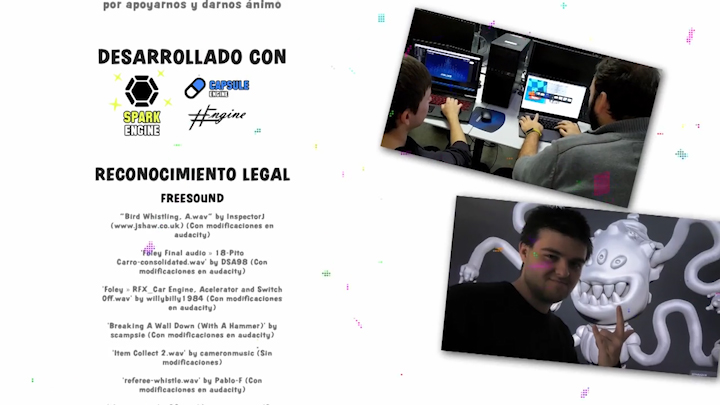 por apoyarnos y darnos ánimo
DESARROLLADO CON
SPARK
ENGINE
CAPSULE
ENGINE
#Engine
RECONOCIMIENTO LEGAL
FREESOUND
"Bird Whistling, A.wav" by InspectorJ
(www.jshaw.co.uk) (Con modificaciones en
audacity)
'Foley Final audio - 18-Pito
Carro-consolidated.wav' by DSA98 (Con
modificaciones en audacity)
'Foley - RFX_Car Engine, Acelerator and Switch
Off.wav' by willybilly1984 (Con modificaciones
en audacity)
'Breaking A Wall Down (With A Hammer)' by
scampsie (Con modificaciones en audacity)
'Item Collect 2.wav' by cameronmusic (Sin
modificaciones)
'referee-whistle.wav' by Pablo-F (Con
modificaciones en audacity)